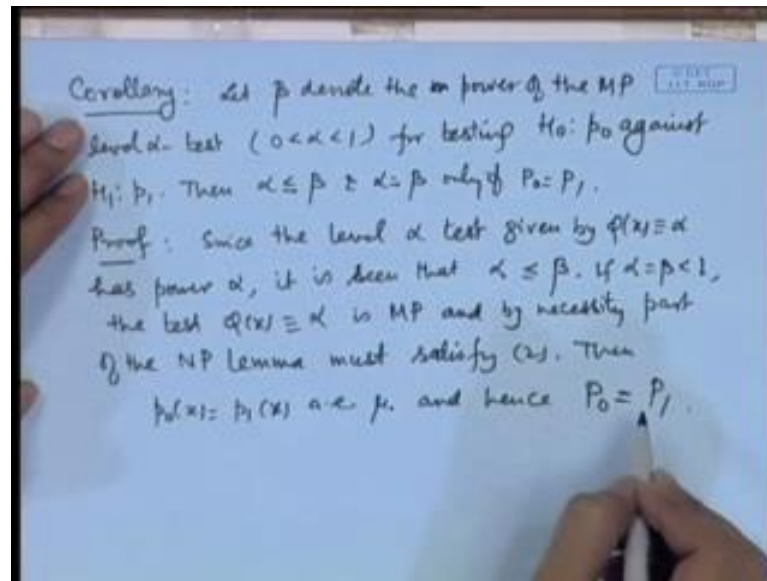 Corollary: Let β denote the power of the MP
level α- test (0<α<1) for testing H0: p0 against
H1: p1. Then α ≤ β & α=β only if P0=P1.
Proof: Since the level α test given by φ(x)≡α
has power α, it is seen that α ≤ β. If α=β<1,
the test φ(x)≡α is MP and by necessity part
of the NP Lemma must satisfy (2). Then
p0(x)= p1(x) a.e. μ. and hence P0= P1.